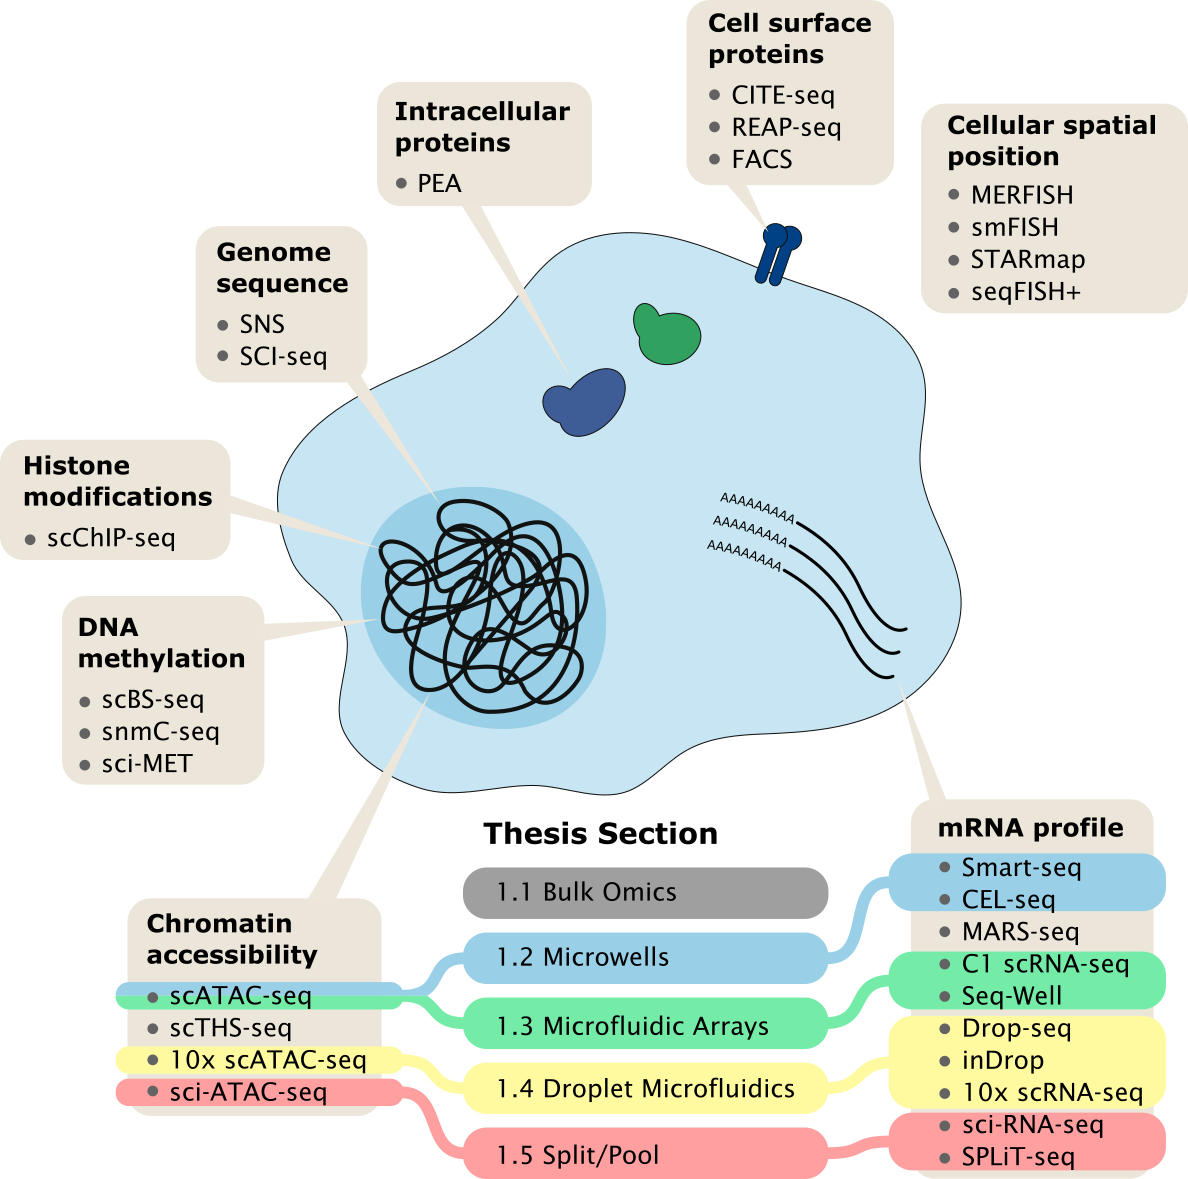 Cell surface
proteins
CITE-seq
REAP-seq
FACS
Intracellular
proteins
PEA
Cellular spatial
position
MERFISH
smFISH
STARmap
seqFISH+
Genome
sequence
SNS
SCI-seq
Histone
modifications
scChIP-seq
DNA
methylation
scBS-seq
snmC-seq
sci-MET
AAAAAAAAA
AAAAAAAAA
AAAAAAAAA
Thesis Section
1.1 Bulk Omics
1.2 Microwells
1.3 Microfluidic Arrays
1.4 Droplet Microfluidics
1.5 Split/Pool
Chromatin
accessibility
scATAC-seq
scTHS-seq
10x scATAC-seq
sci-ATAC-seq
mRNA profile
Smart-seq
CEL-seq
MARS-seq
C1 scRNA-seq
Seq-Well
Drop-seq
inDrop
10x scRNA-seq
sci-RNA-seq
SPLiT-seq